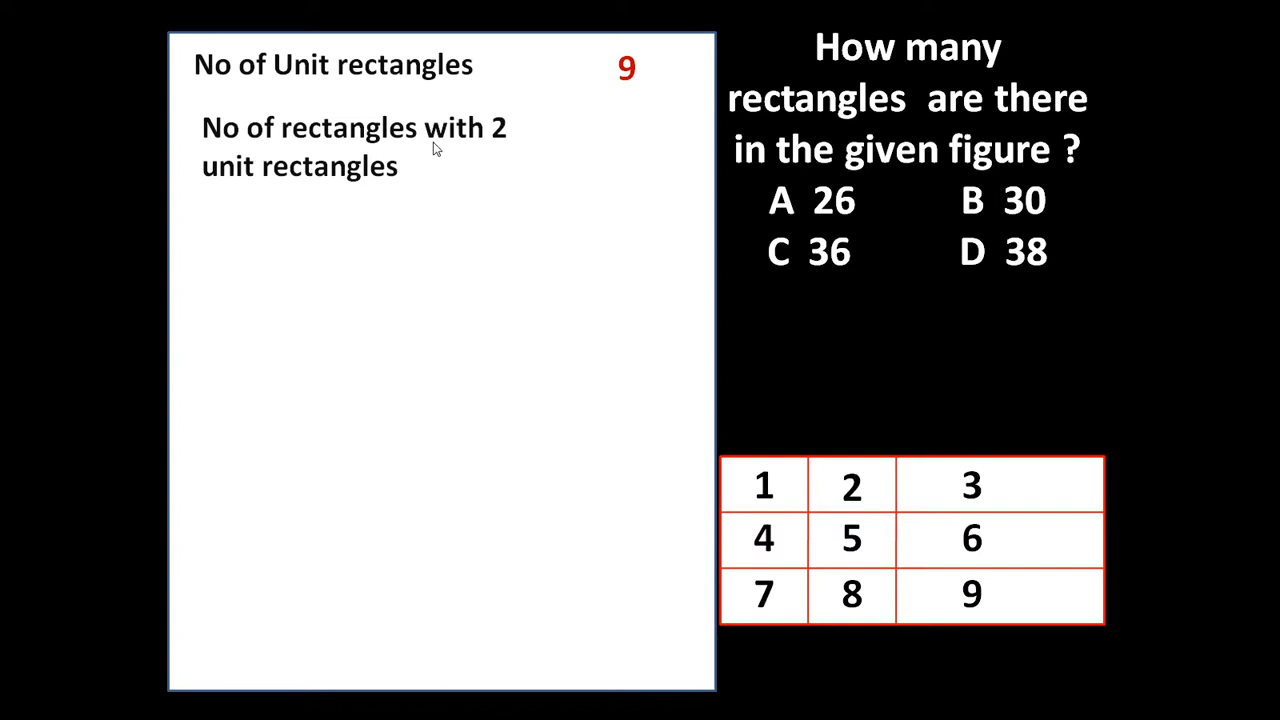 No of Unit rectangles 9
No of rectangles with 2
unit rectangles
How many
rectangles are there
in the given figure ?
A 26 B 30
C 36 D 38
1 2 3
4 5 6
7 8 9